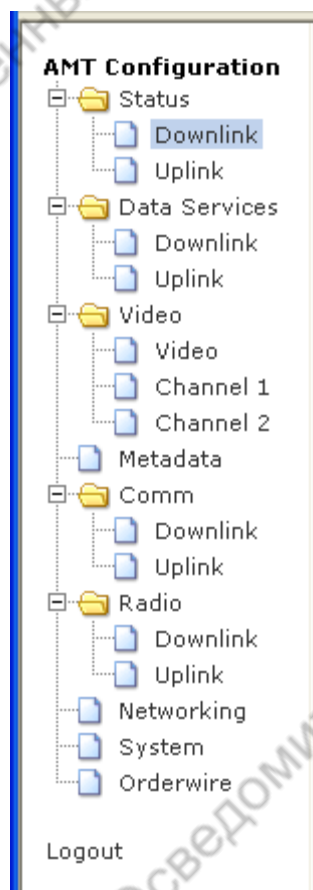 AMT Configuration
Status
Downlink
Uplink
Data Services
Downlink
Uplink
Video
Video
Channel 1
Channel 2
Metadata
Comm
Downlink
Uplink
Radio
Downlink
Uplink
Networking
System
Orderwire
Logout